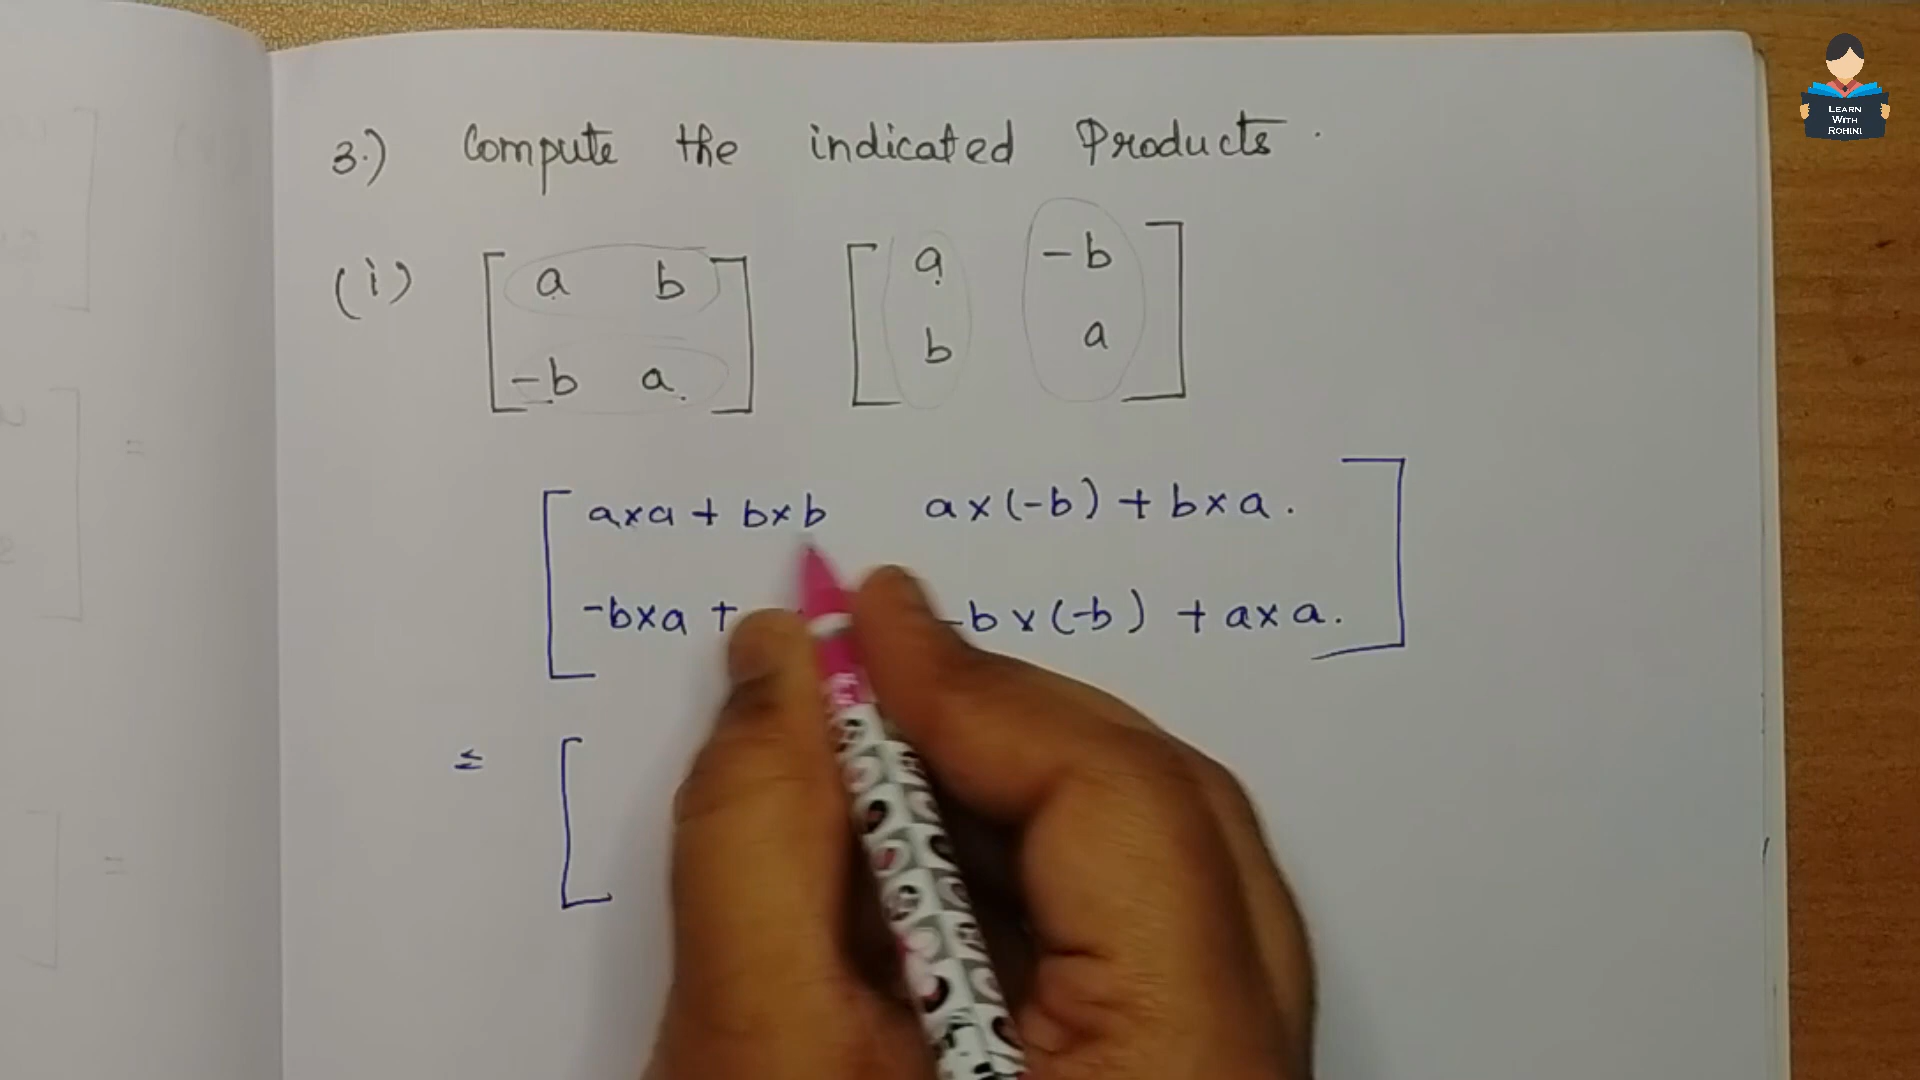 LEARN
WITH
ROHINI
3.) Compute the indicated Products.
(i) [ a b ] [ a -b ]
[ -b a ] [ b a ]
[ a×a + b×b a×(-b) + b×a. ]
[ -b×a + -b×(-b) + a×a. ]
= [